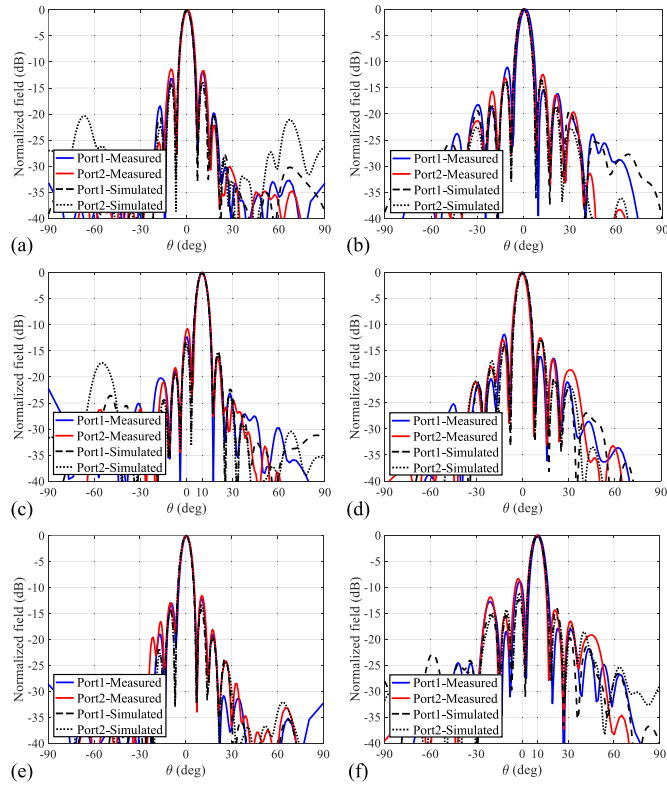 0
-5
-10
-15
-20
-25
-30
-35
-40
Normalized field (dB)
Port1-Measured
Port2-Measured
Port1-Simulated
Port2-Simulated
-90 -60 -30 0 30 60 90
θ (deg)
(a)
0
-5
-10
-15
-20
-25
-30
-35
-40
Normalized field (dB)
Port1-Measured
Port2-Measured
Port1-Simulated
Port2-Simulated
-90 -60 -30 0 30 60 90
θ (deg)
(b)
0
-5
-10
-15
-20
-25
-30
-35
-40
Normalized field (dB)
Port1-Measured
Port2-Measured
Port1-Simulated
Port2-Simulated
-90 -60 -30 0 10 30 60 90
θ (deg)
(c)
0
-5
-10
-15
-20
-25
-30
-35
-40
Normalized field (dB)
Port1-Measured
Port2-Measured
Port1-Simulated
Port2-Simulated
-90 -60 -30 0 30 60 90
θ (deg)
(d)
0
-5
-10
-15
-20
-25
-30
-35
-40
Normalized field (dB)
Port1-Measured
Port2-Measured
Port1-Simulated
Port2-Simulated
-90 -60 -30 0 30 60 90
θ (deg)
(e)
0
-5
-10
-15
-20
-25
-30
-35
-40
Normalized field (dB)
Port1-Measured
Port2-Measured
Port1-Simulated
Port2-Simulated
-90 -60 -30 0 10 30 60 90
θ (deg)
(f)